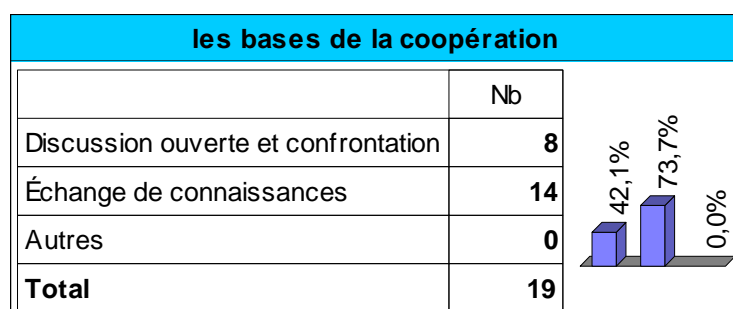 les bases de la coopération
Nb
Discussion ouverte et confrontation 8
Échange de connaissances 14
Autres 0
Total 19
42,1%
73,7%
0,0%